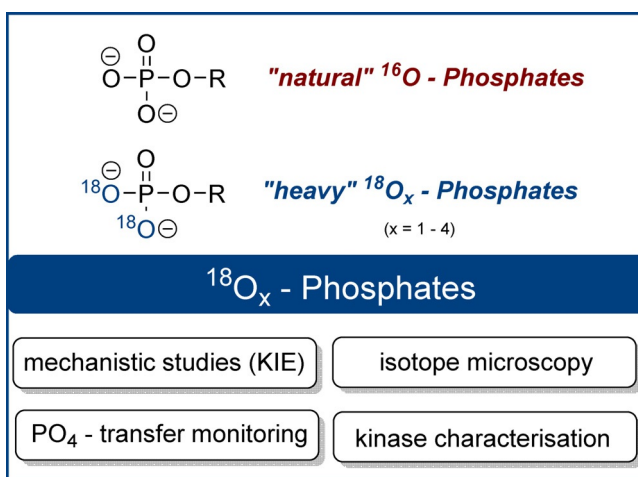 O
O–P–O–R
O
"natural" ¹⁶O - Phosphates
O
¹⁸O–P–O–R
¹⁸O
"heavy" ¹⁸Oₓ - Phosphates
(x = 1 - 4)
¹⁸Oₓ - Phosphates
mechanistic studies (KIE)
isotope microscopy
PO₄ - transfer monitoring
kinase characterisation